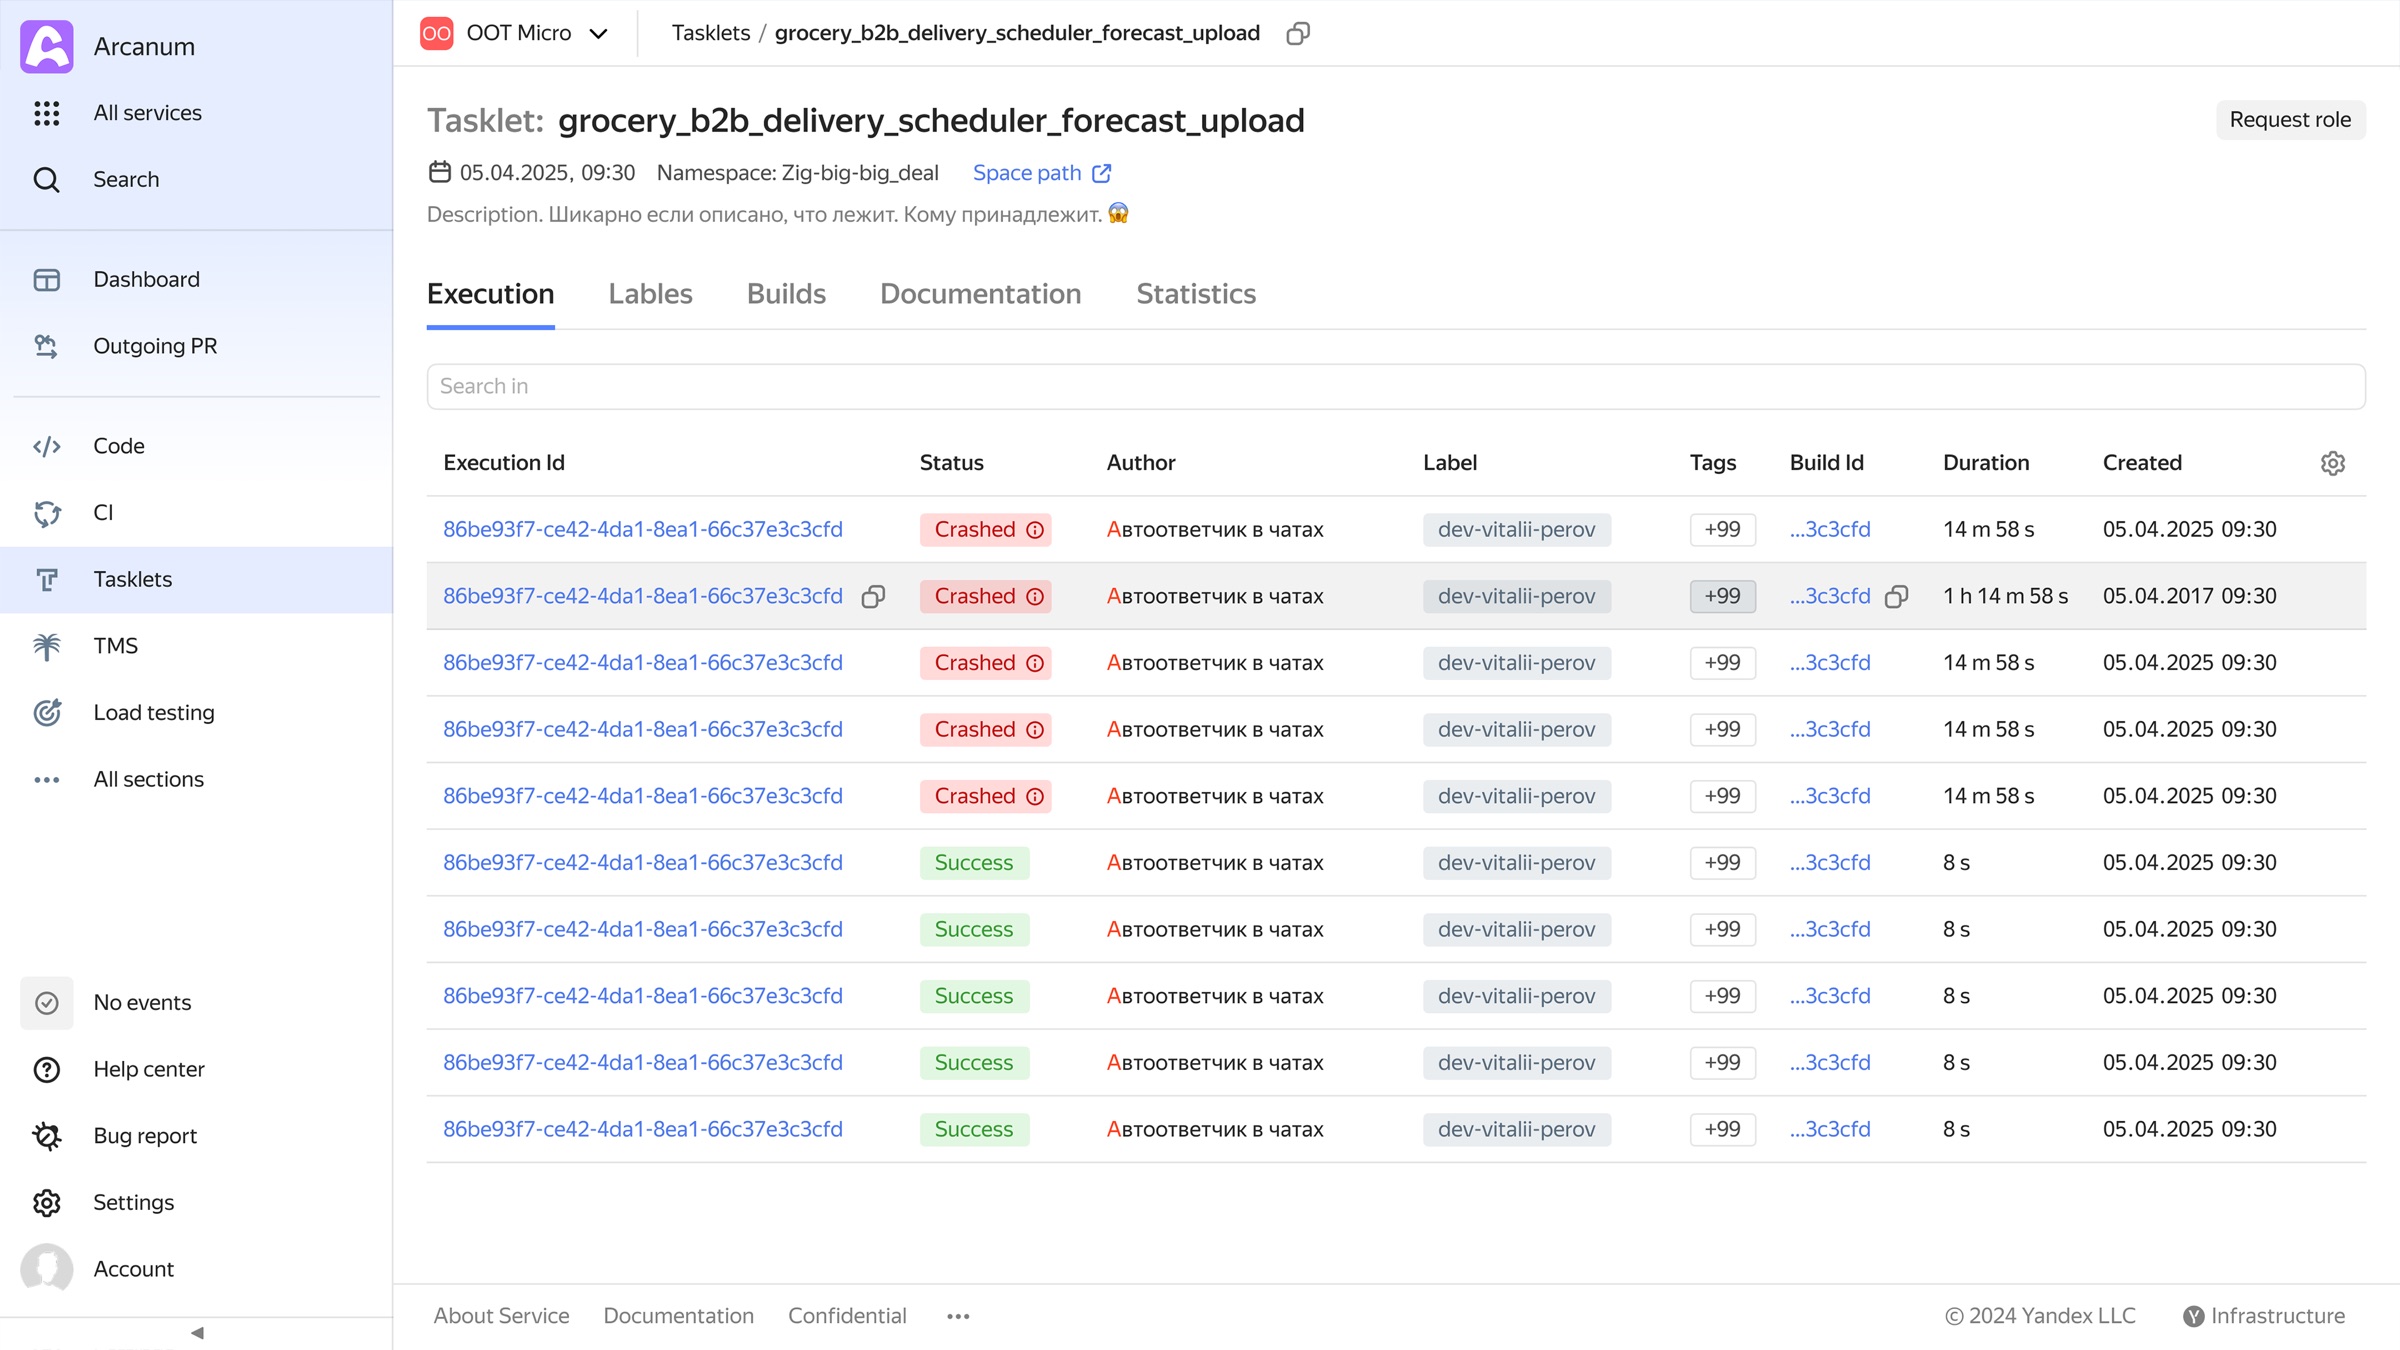 Arcanum
All services
Search
Dashboard
Outgoing PR
Code
CI
Tasklets
TMS
Load testing
All sections
No events
Help center
Bug report
Settings
Account
OO OOT Micro Tasklets / grocery_b2b_delivery_scheduler_forecast_upload
Tasklet: grocery_b2b_delivery_scheduler_forecast_upload Request role
05.04.2025, 09:30 Namespace: Zig-big-big_deal Space path
Description. Шикарно если описано, что лежит. Кому принадлежит. 😱
Execution Lables Builds Documentation Statistics
Search in
Execution Id Status Author Label Tags Build Id Duration Created
86be93f7-ce42-4da1-8ea1-66c37e3c3cfd Crashed Автоответчик в чатах dev-vitalii-perov +99 ...3c3cfd 14 m 58 s 05.04.2025 09:30
86be93f7-ce42-4da1-8ea1-66c37e3c3cfd Crashed Автоответчик в чатах dev-vitalii-perov +99 ...3c3cfd 1 h 14 m 58 s 05.04.2017 09:30
86be93f7-ce42-4da1-8ea1-66c37e3c3cfd Crashed Автоответчик в чатах dev-vitalii-perov +99 ...3c3cfd 14 m 58 s 05.04.2025 09:30
86be93f7-ce42-4da1-8ea1-66c37e3c3cfd Crashed Автоответчик в чатах dev-vitalii-perov +99 ...3c3cfd 14 m 58 s 05.04.2025 09:30
86be93f7-ce42-4da1-8ea1-66c37e3c3cfd Crashed Автоответчик в чатах dev-vitalii-perov +99 ...3c3cfd 14 m 58 s 05.04.2025 09:30
86be93f7-ce42-4da1-8ea1-66c37e3c3cfd Success Автоответчик в чатах dev-vitalii-perov +99 ...3c3cfd 8 s 05.04.2025 09:30
86be93f7-ce42-4da1-8ea1-66c37e3c3cfd Success Автоответчик в чатах dev-vitalii-perov +99 ...3c3cfd 8 s 05.04.2025 09:30
86be93f7-ce42-4da1-8ea1-66c37e3c3cfd Success Автоответчик в чатах dev-vitalii-perov +99 ...3c3cfd 8 s 05.04.2025 09:30
86be93f7-ce42-4da1-8ea1-66c37e3c3cfd Success Автоответчик в чатах dev-vitalii-perov +99 ...3c3cfd 8 s 05.04.2025 09:30
86be93f7-ce42-4da1-8ea1-66c37e3c3cfd Success Автоответчик в чатах dev-vitalii-perov +99 ...3c3cfd 8 s 05.04.2025 09:30
About Service Documentation Confidential ••• © 2024 Yandex LLC Y Infrastructure